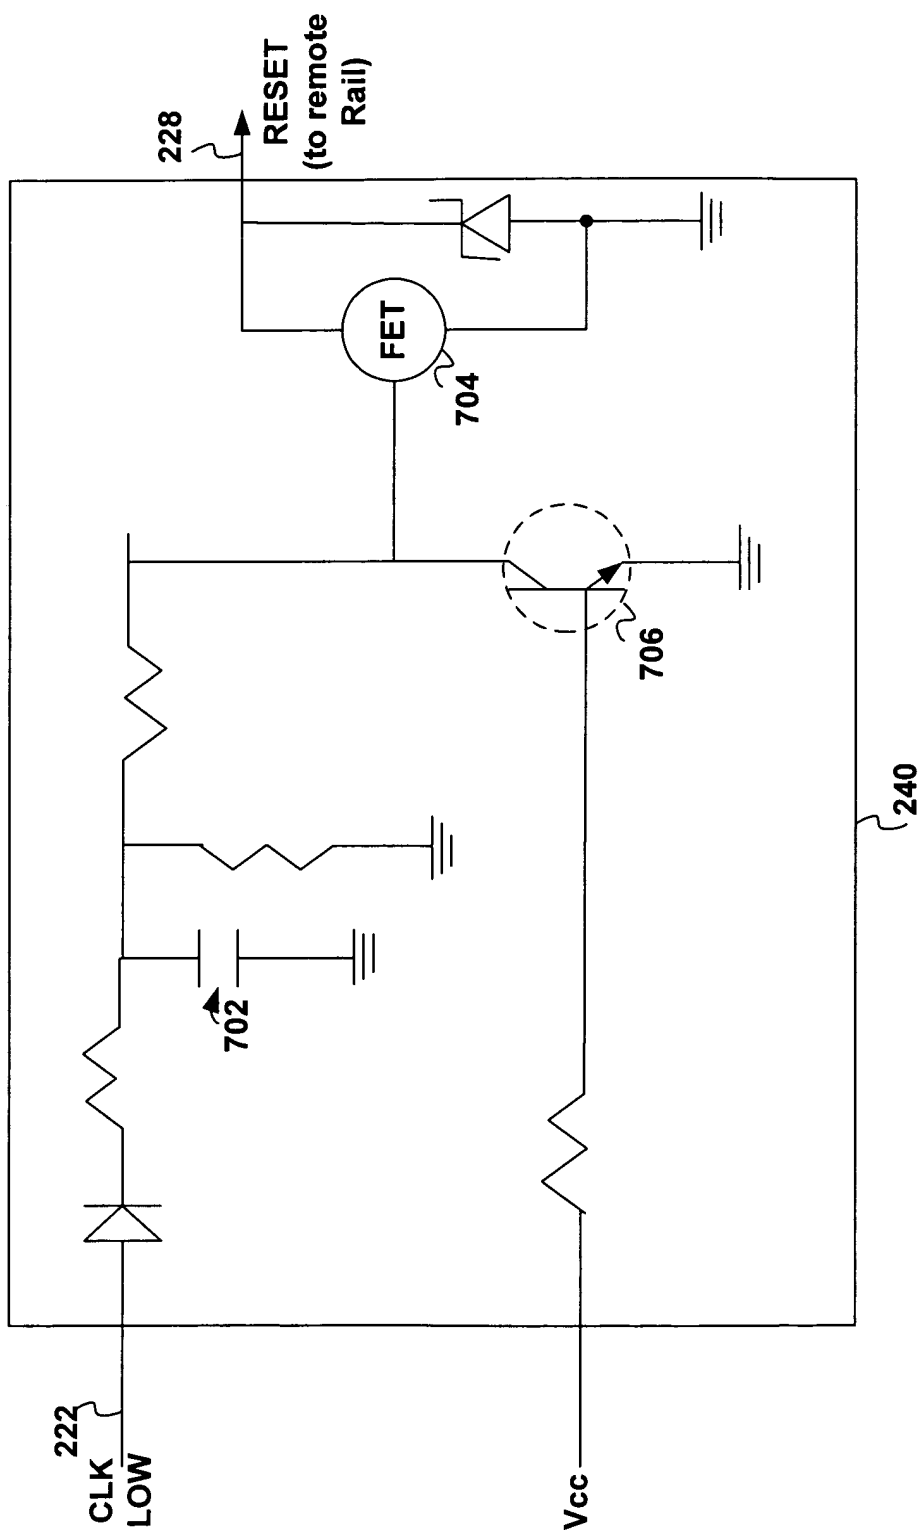 228
RESET
(to remote
Rail)
FET
704
706
702
240
222
CLK
LOW
Vcc